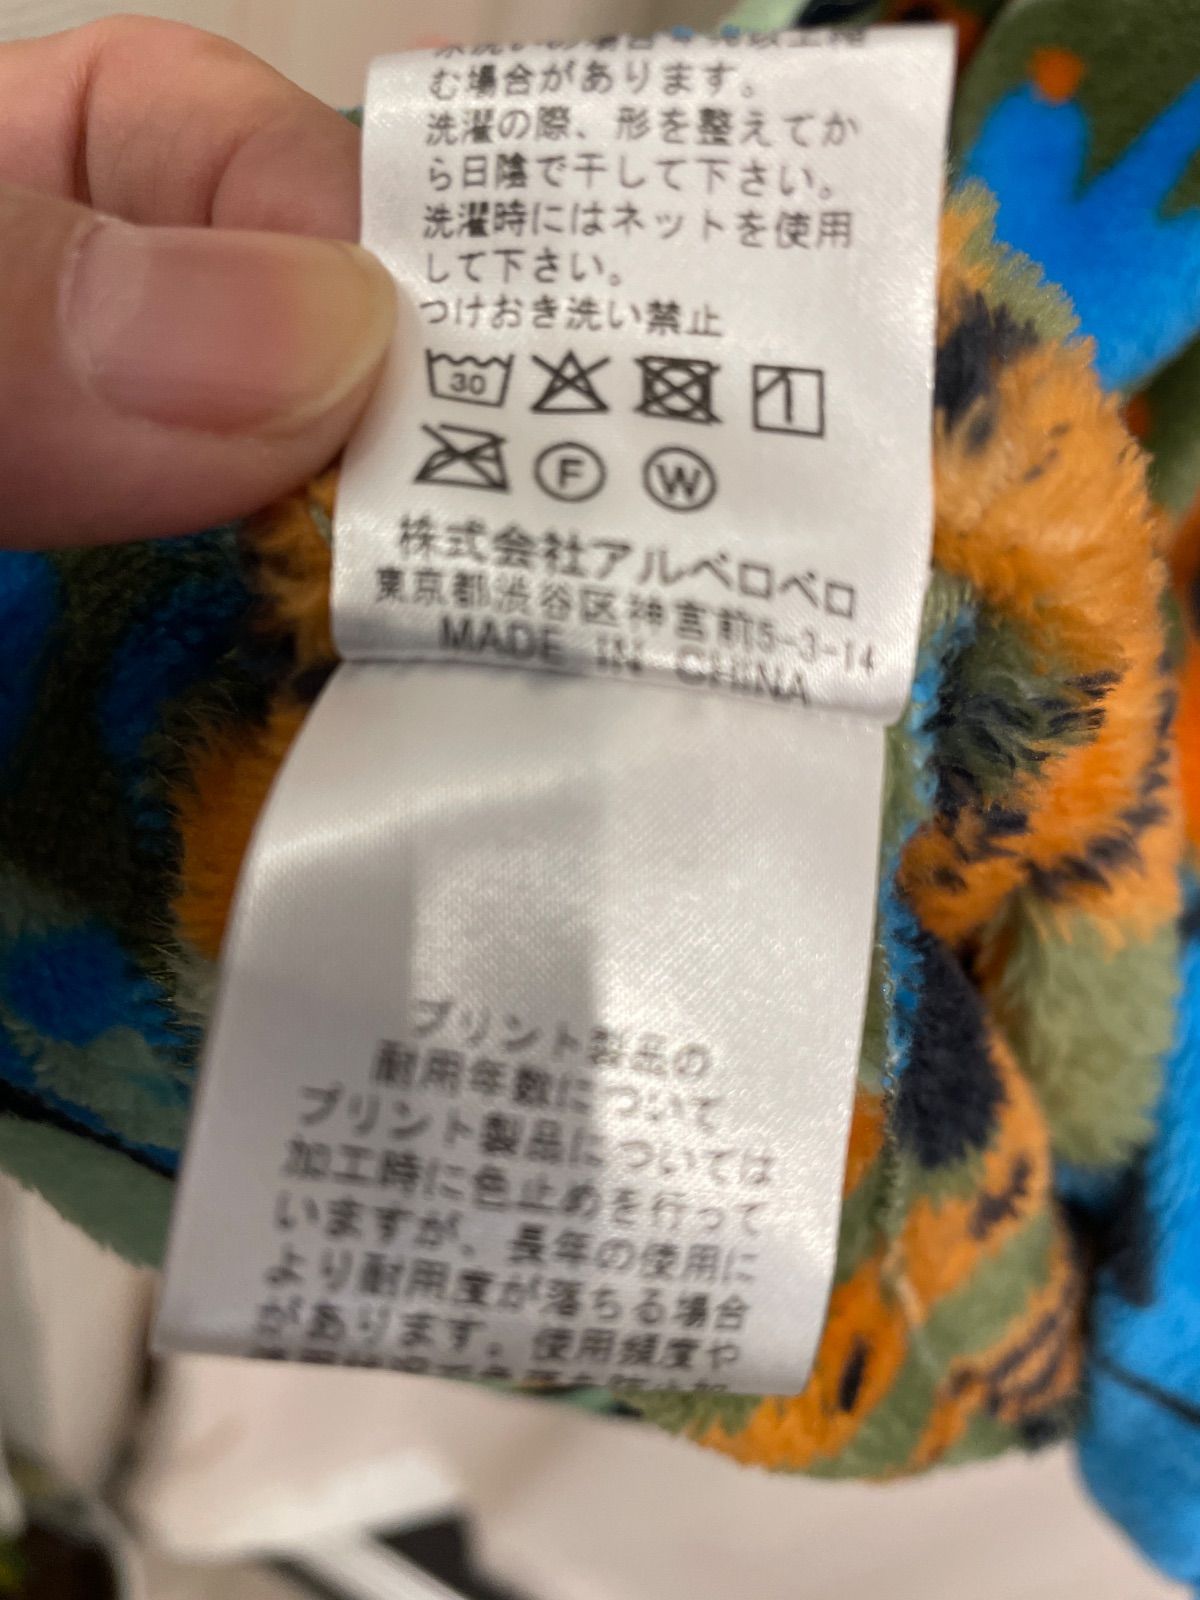 む場合があります。
洗濯の際、形を整えてか
ら日陰で干して下さい。
洗濯時にはネットを使用
して下さい。
つけおき洗い禁止
30
F W
株式会社アルベロベロ
東京都渋谷区神宮前5-3-14
MADE IN CHINA
プリント製品の
耐用年数について
プリント製品については
加工時に色止めを行って
いますが、長年の使用に
より耐用度が落ちる場合
があります。使用頻度や